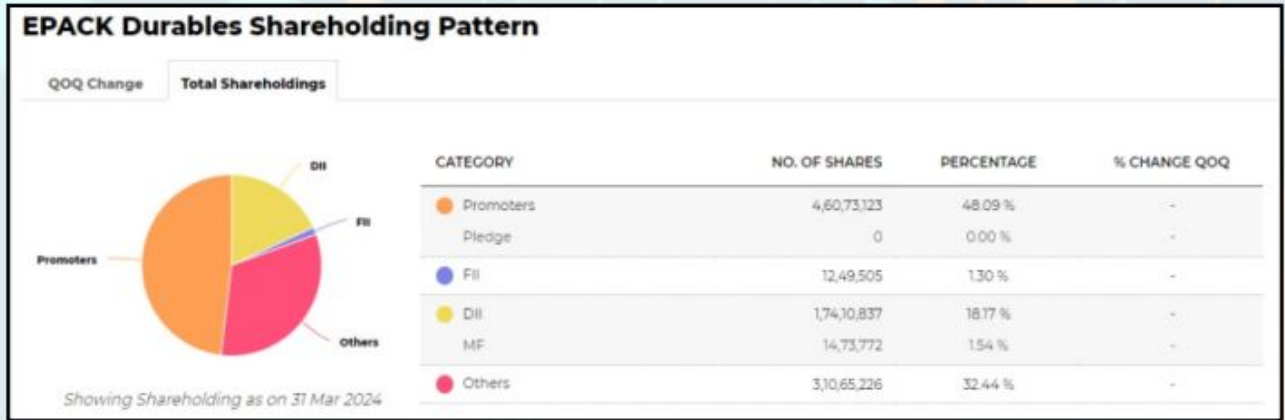 EPACK Durables Shareholding Pattern
QOQ Change Total Shareholdings
DII
FII
Promoters
Others
Showing Shareholding as on 31 Mar 2024
CATEGORY NO. OF SHARES PERCENTAGE % CHANGE QOQ
Promoters 4,60,73,123 48.09 % -
Pledge 0 0.00 % -
FII 12,49,505 1.30 % -
DII 1,74,10,837 18.17 % -
MF 14,73,772 1.54 % -
Others 3,10,65,226 32.44 % -